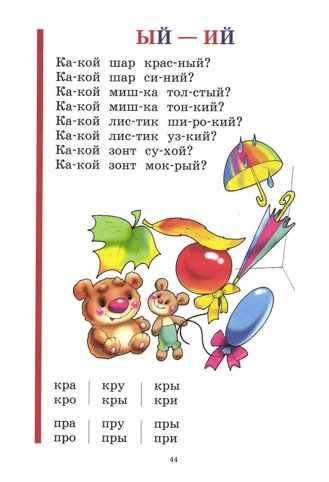 ЫЙ — ИЙ
Ка-кой шар крас-ный?
Ка-кой шар си-ний?
Ка-кой миш-ка тол-стый?
Ка-кой миш-ка тон-кий?
Ка-кой лис-тик ши-ро-кий?
Ка-кой лис-тик уз-кий?
Ка-кой зонт су-хой?
Ка-кой зонт мок-рый?
кра кру кры
кро кры кри
пра пру пры
про пры при
44